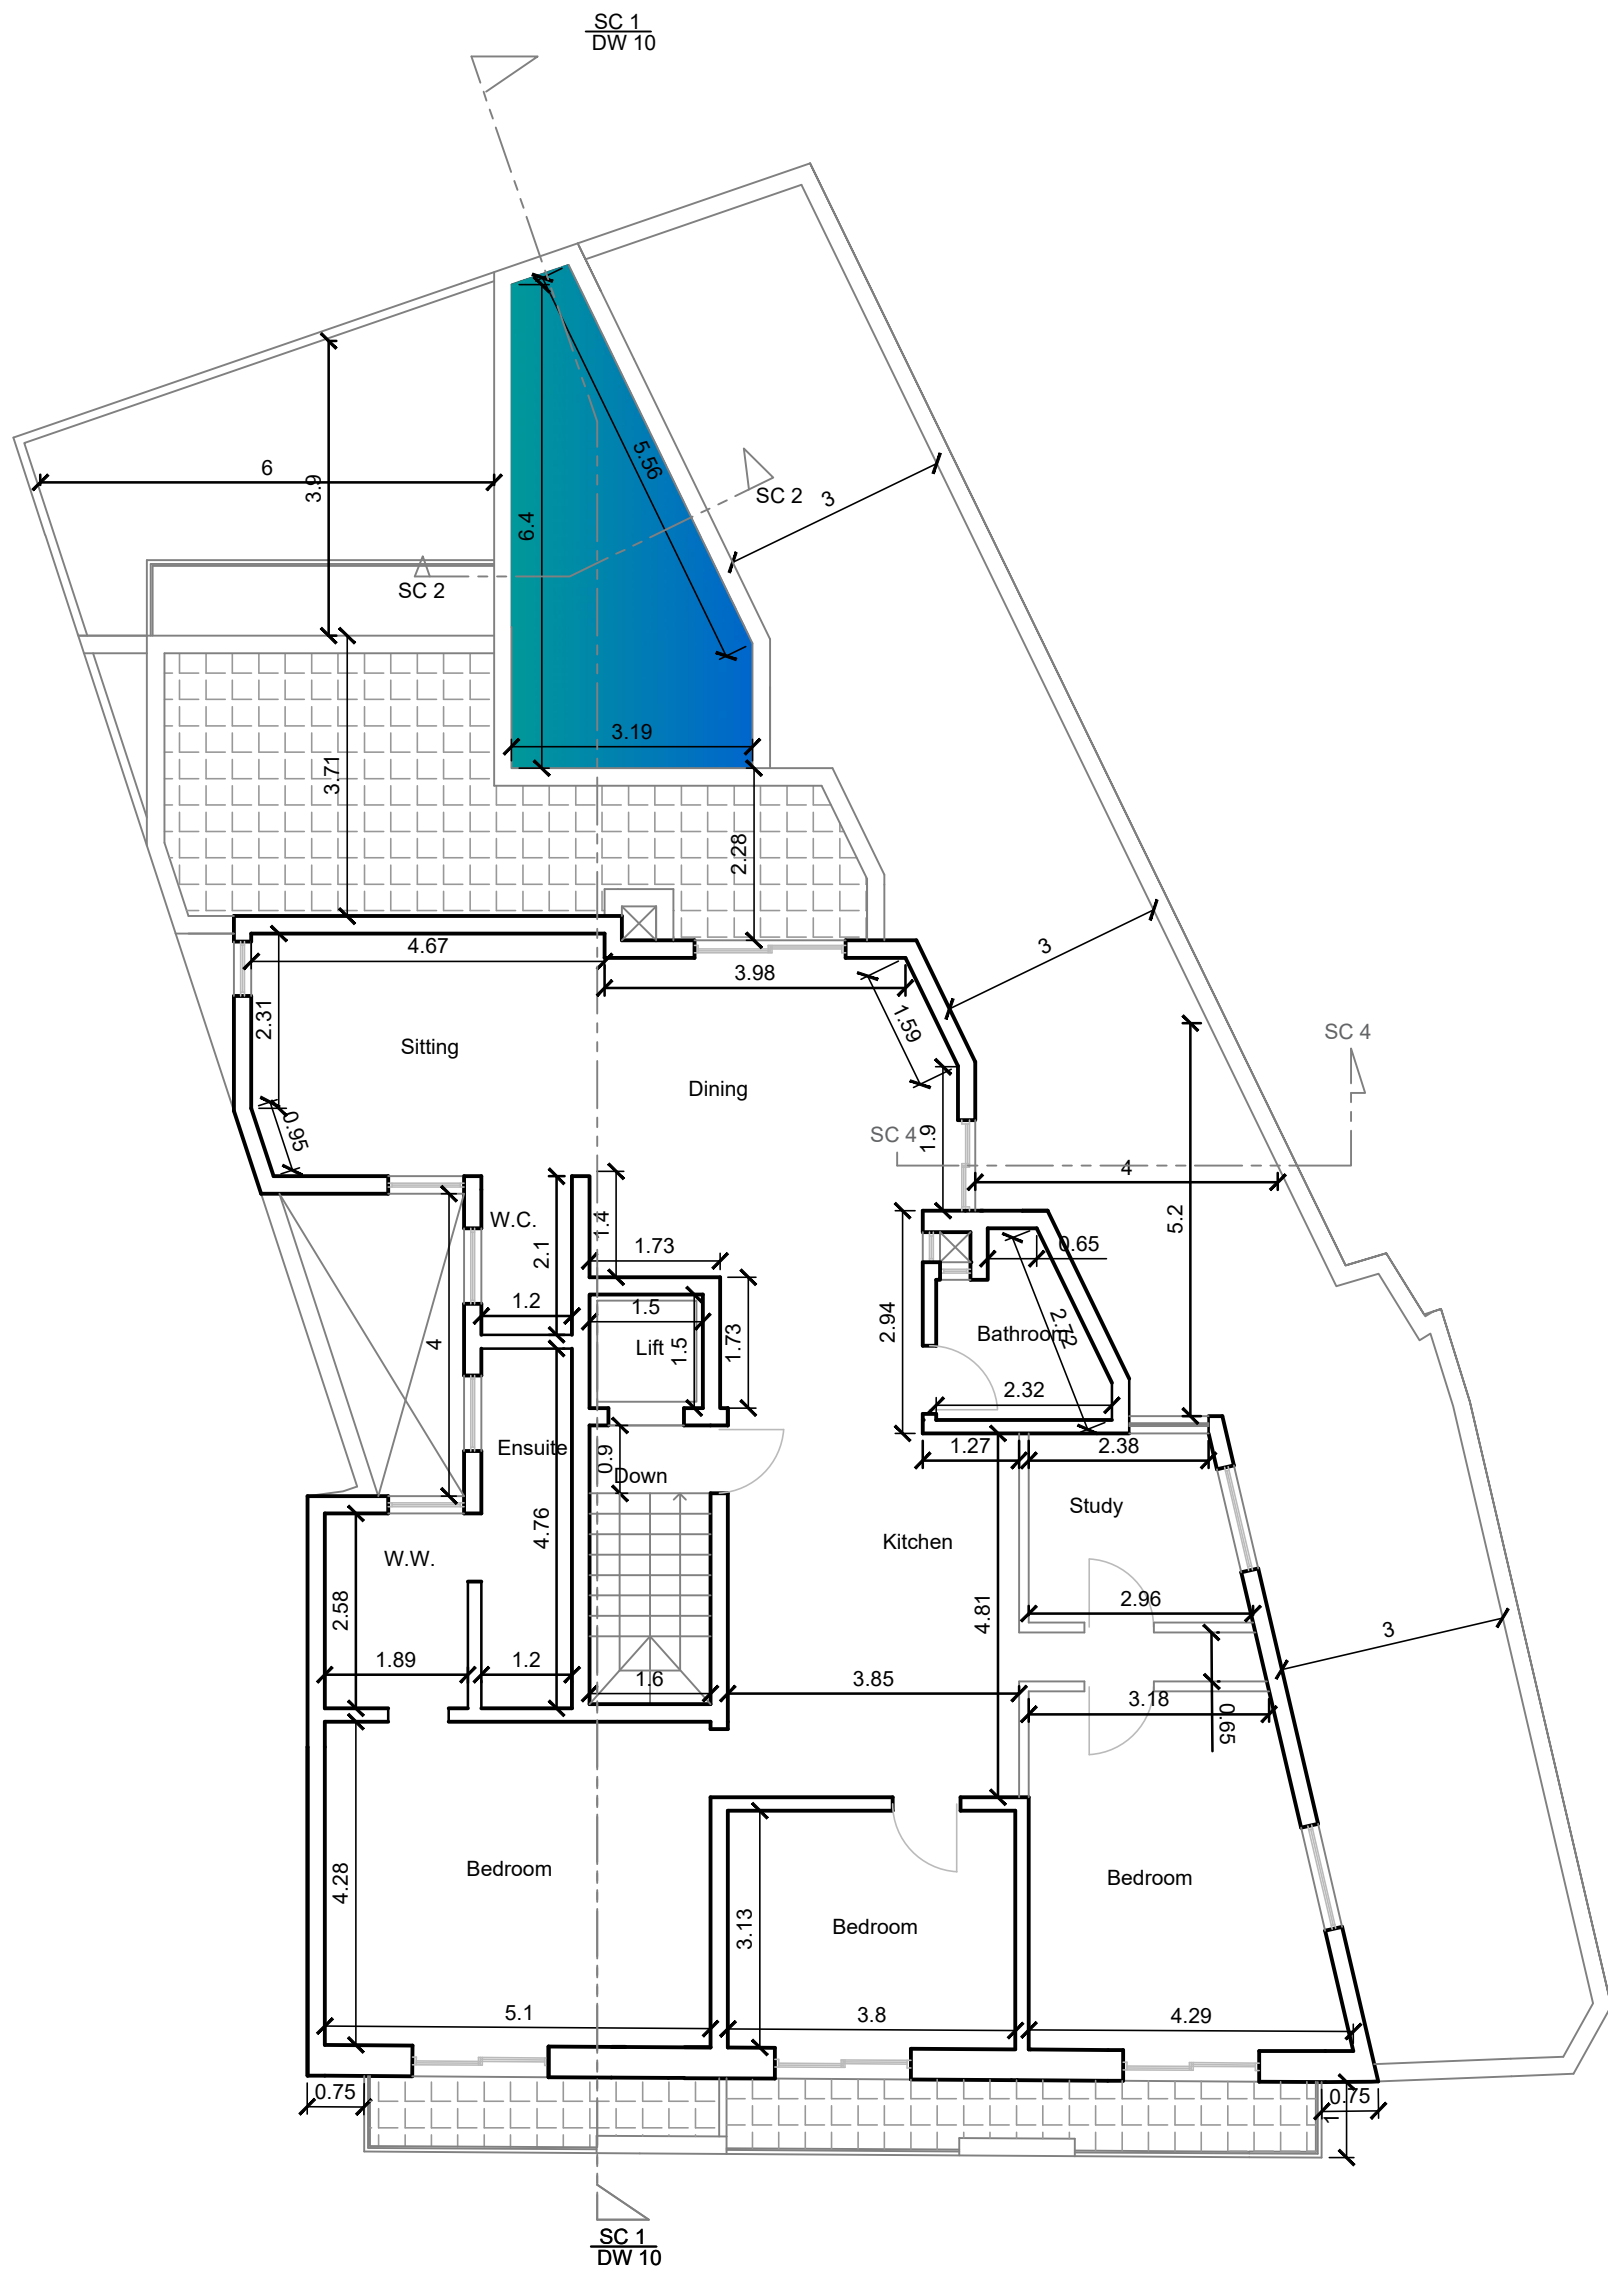 SC 1
DW 10
6
3.9
5.56
6.4
SC 2
3
SC 2
3.19
3.71
2.28
4.67
3.98
2.31
1.59
3
Sitting
Dining
SC 4
0.95
SC 4
1.9
4
W.C.
2.1
1.4
1.73
5.2
0.65
1.2
1.5
2.94
2.72
4
Lift
1.5
1.73
Bathroom
2.32
Ensuite
0.9
Down
1.27
2.38
Study
4.76
Kitchen
W.W.
2.58
4.81
2.96
3
1.89
1.2
1.6
3.85
3.18
0.65
4.28
Bedroom
Bedroom
3.13
Bedroom
5.1
3.8
4.29
0.75
0.75
1
SC 1
DW 10